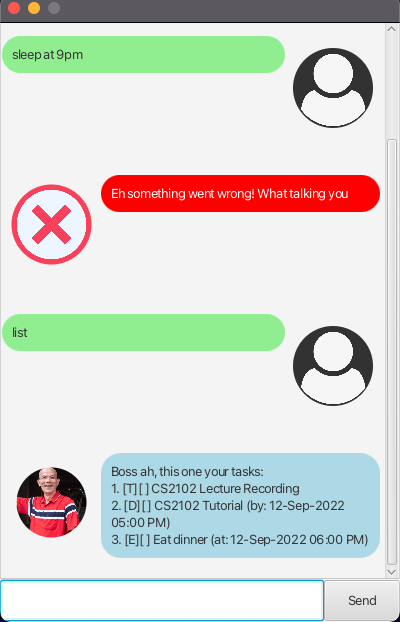 sleep at 9pm
Eh something went wrong! What talking you
list
Boss ah, this one your tasks:
1. [T][ ] CS2102 Lecture Recording
2. [D][ ] CS2102 Tutorial (by: 12-Sep-2022
05:00 PM)
3. [E][ ] Eat dinner (at: 12-Sep-2022 06:00 PM)
Send